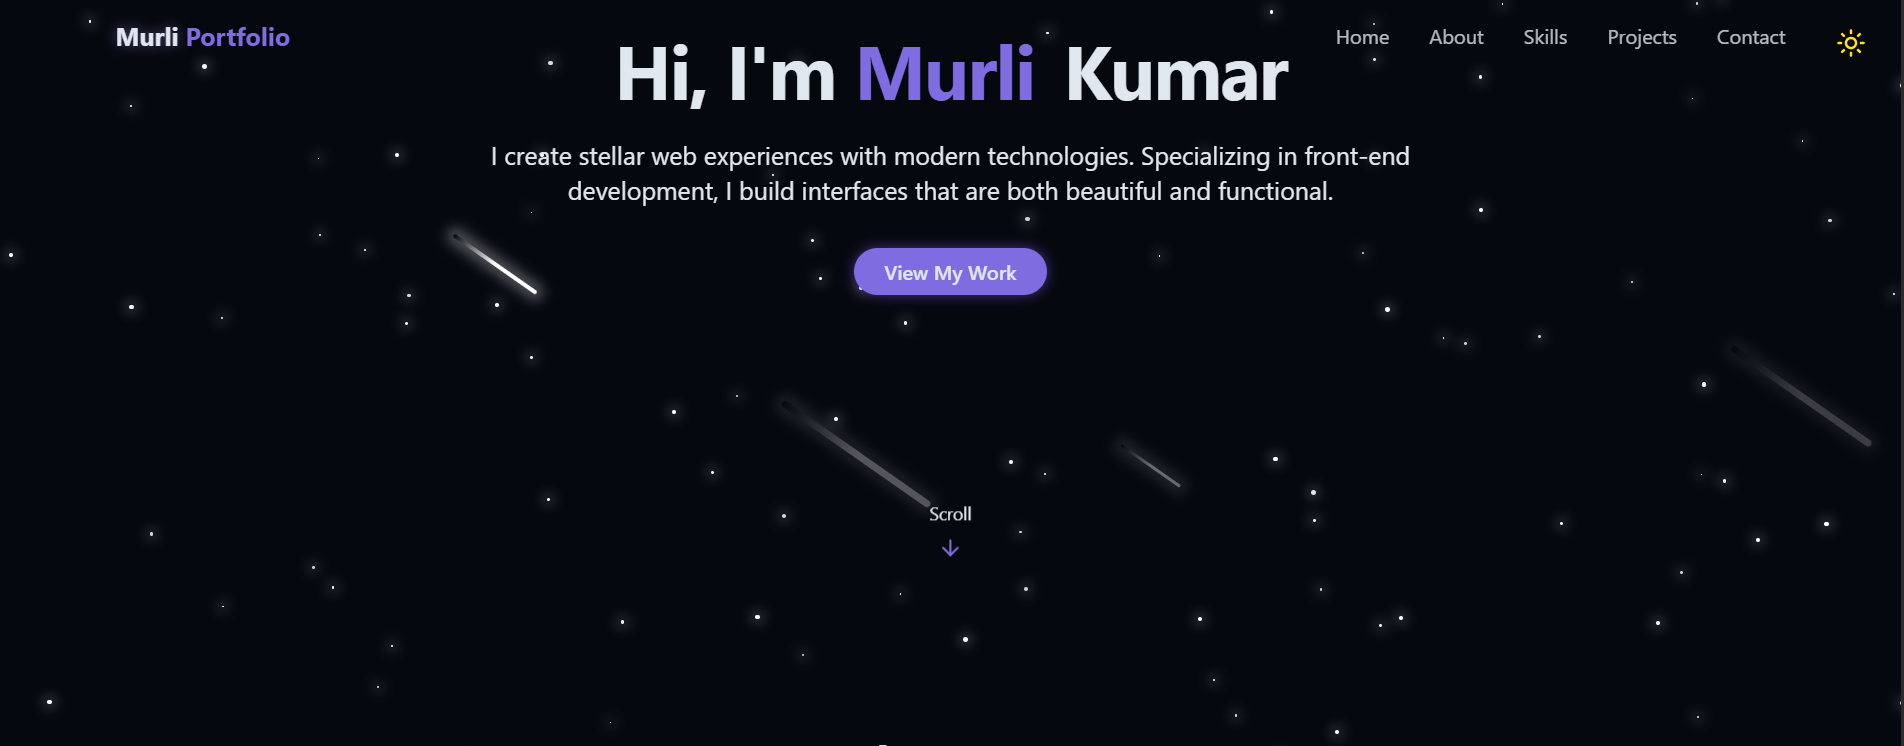 Murli Portfolio
Home About Skills Projects Contact
Hi, I'm Murli Kumar
I create stellar web experiences with modern technologies. Specializing in front-end
development, I build interfaces that are both beautiful and functional.
View My Work
Scroll